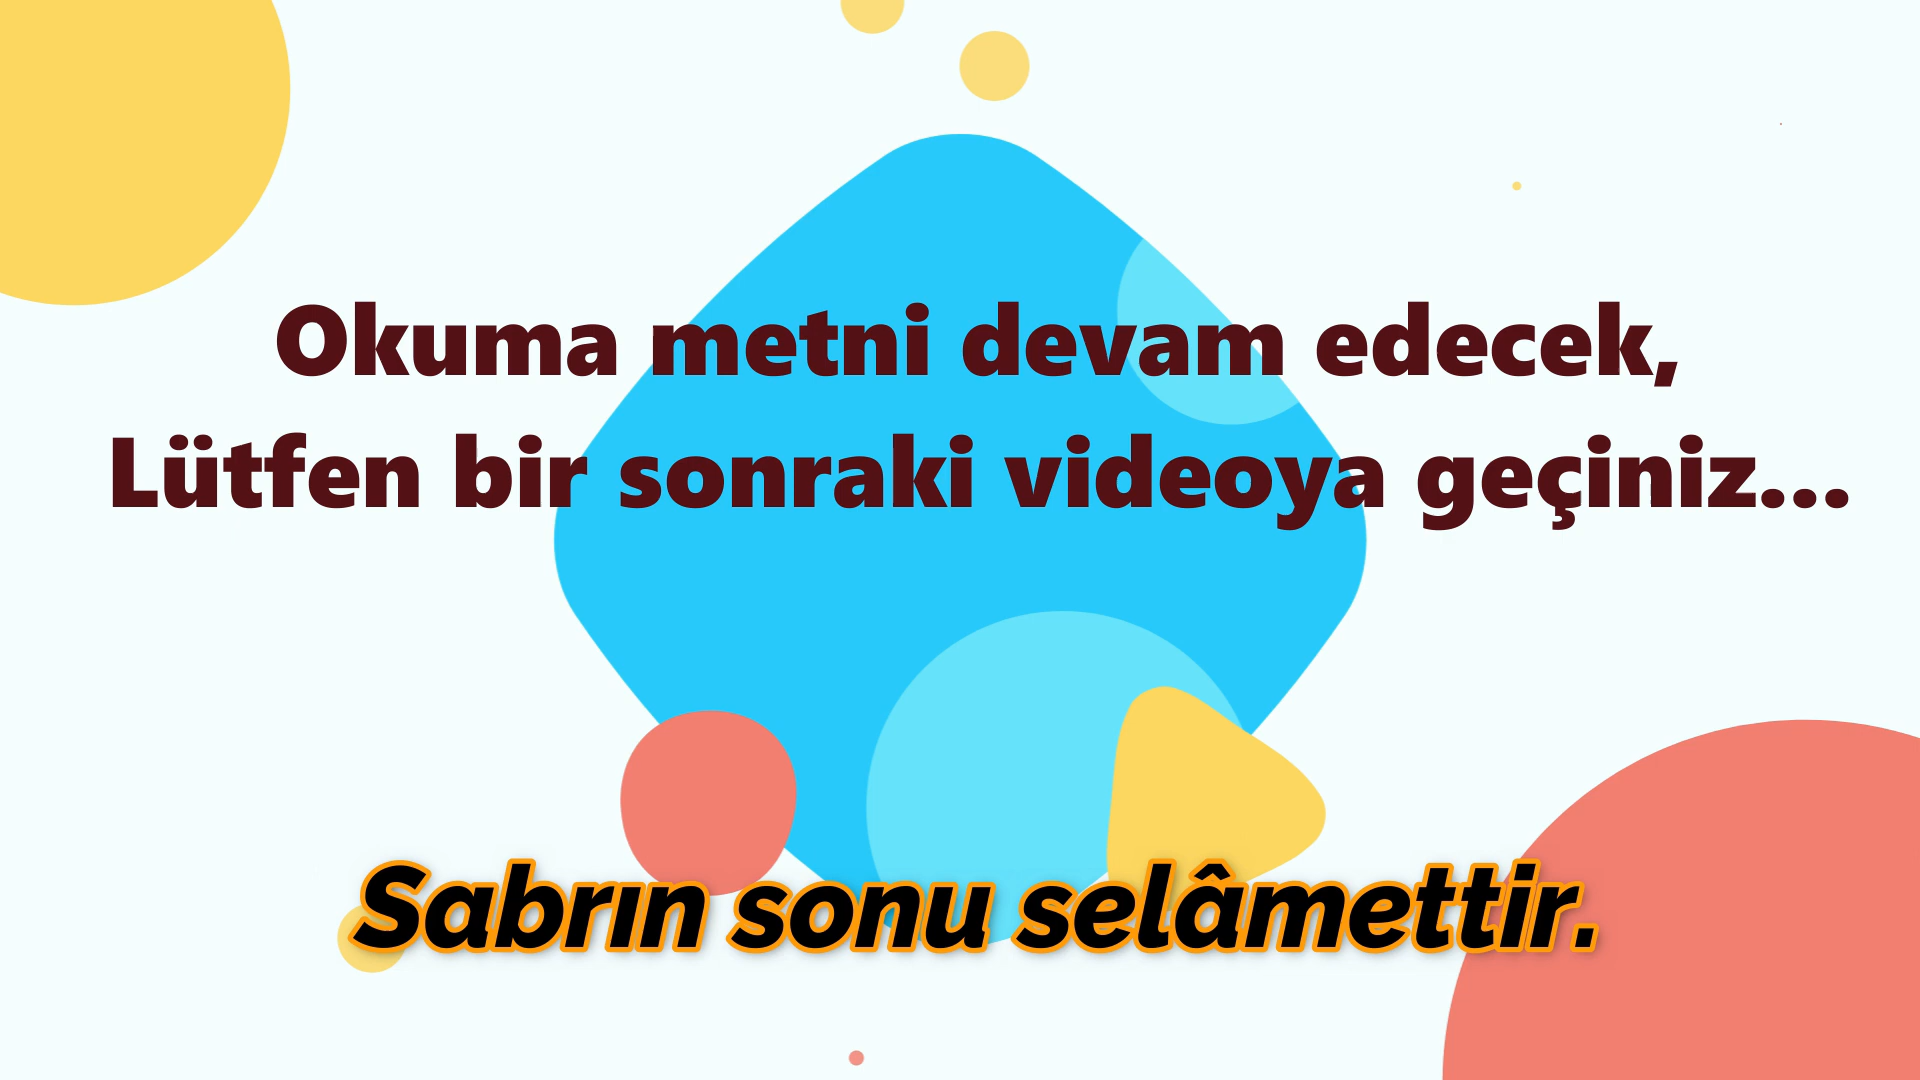 Okuma metni devam edecek,
Lütfen bir sonraki videoya geçiniz...
Sabrın sonu selâmettir.